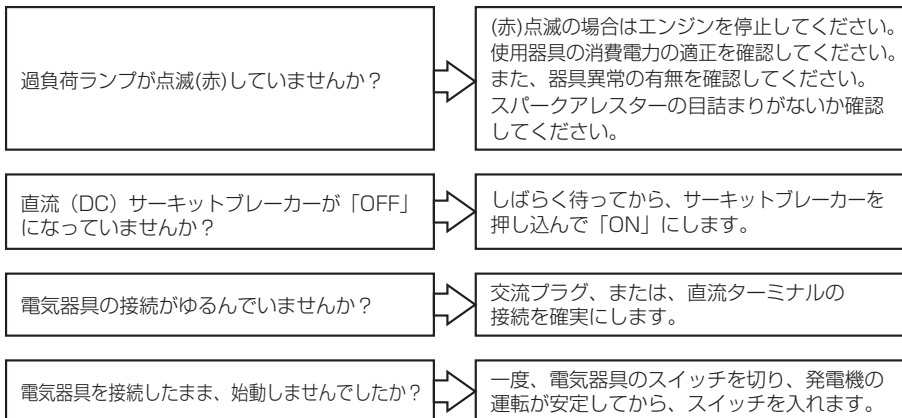 過負荷ランプが点滅(赤)していませんか？
(赤)点滅の場合はエンジンを停止してください。
使用器具の消費電力の適正を確認してください。
また、器具異常の有無を確認してください。
スパークアレスターの目詰まりがないか確認
してください。
直流（DC）サーキットブレーカーが「OFF」
になっていませんか？
しばらく待ってから、サーキットブレーカーを
押し込んで「ON」にします。
電気器具の接続がゆるんでいませんか？
交流プラグ、または、直流ターミナルの
接続を確実にします。
電気器具を接続したまま、始動しませんでしたか？
一度、電気器具のスイッチを切り、発電機の
運転が安定してから、スイッチを入れます。